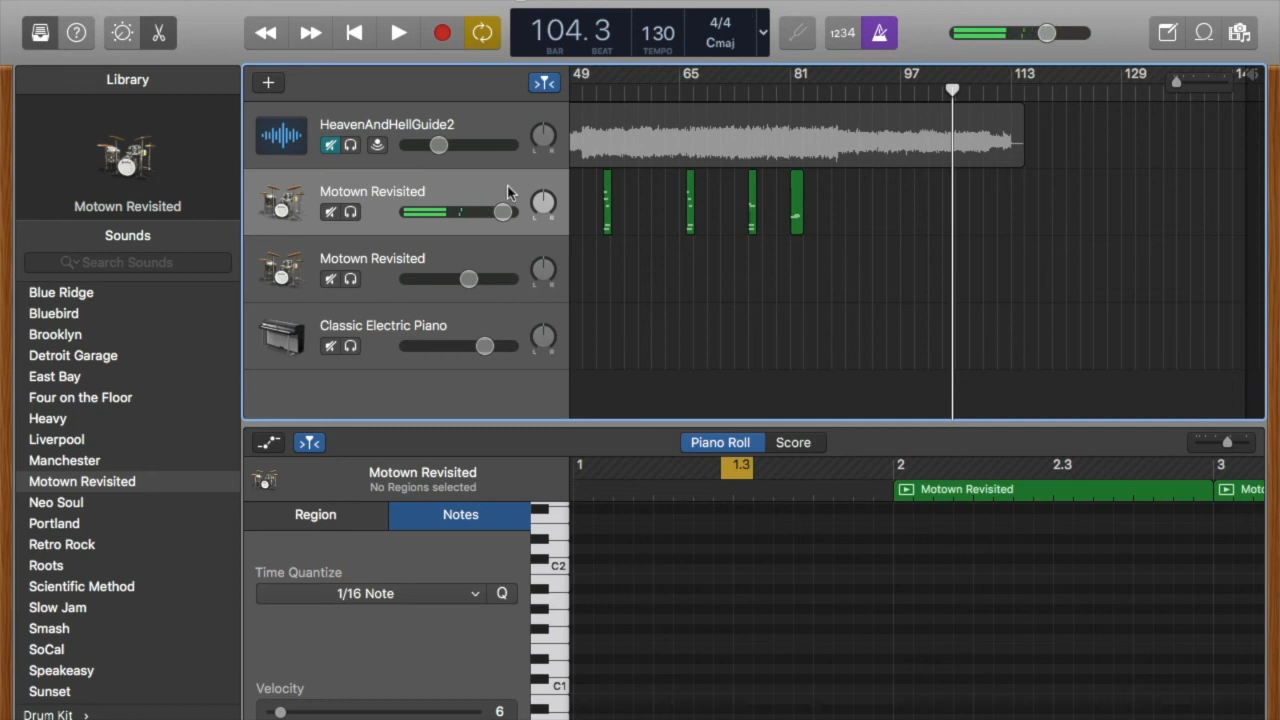 104.3
BAR BEAT
130
TEMPO
4/4
Cmaj
1234
Library
Motown Revisited
Sounds
Search Sounds
Blue Ridge
Bluebird
Brooklyn
Detroit Garage
East Bay
Four on the Floor
Heavy
Liverpool
Manchester
Motown Revisited
Neo Soul
Portland
Retro Rock
Roots
Scientific Method
Slow Jam
Smash
SoCal
Speakeasy
Sunset
Drum Kit
49 65 81 97 113 129
HeavenAndHellGuide2
L R
Motown Revisited
L R
Motown Revisited
L R
Classic Electric Piano
L R
Piano Roll Score
Motown Revisited
No Regions selected
1 1.3 2 2.3 3
Motown Revisited
Region Notes
Time Quantize
1/16 Note
Q
Velocity
6
C2
C1